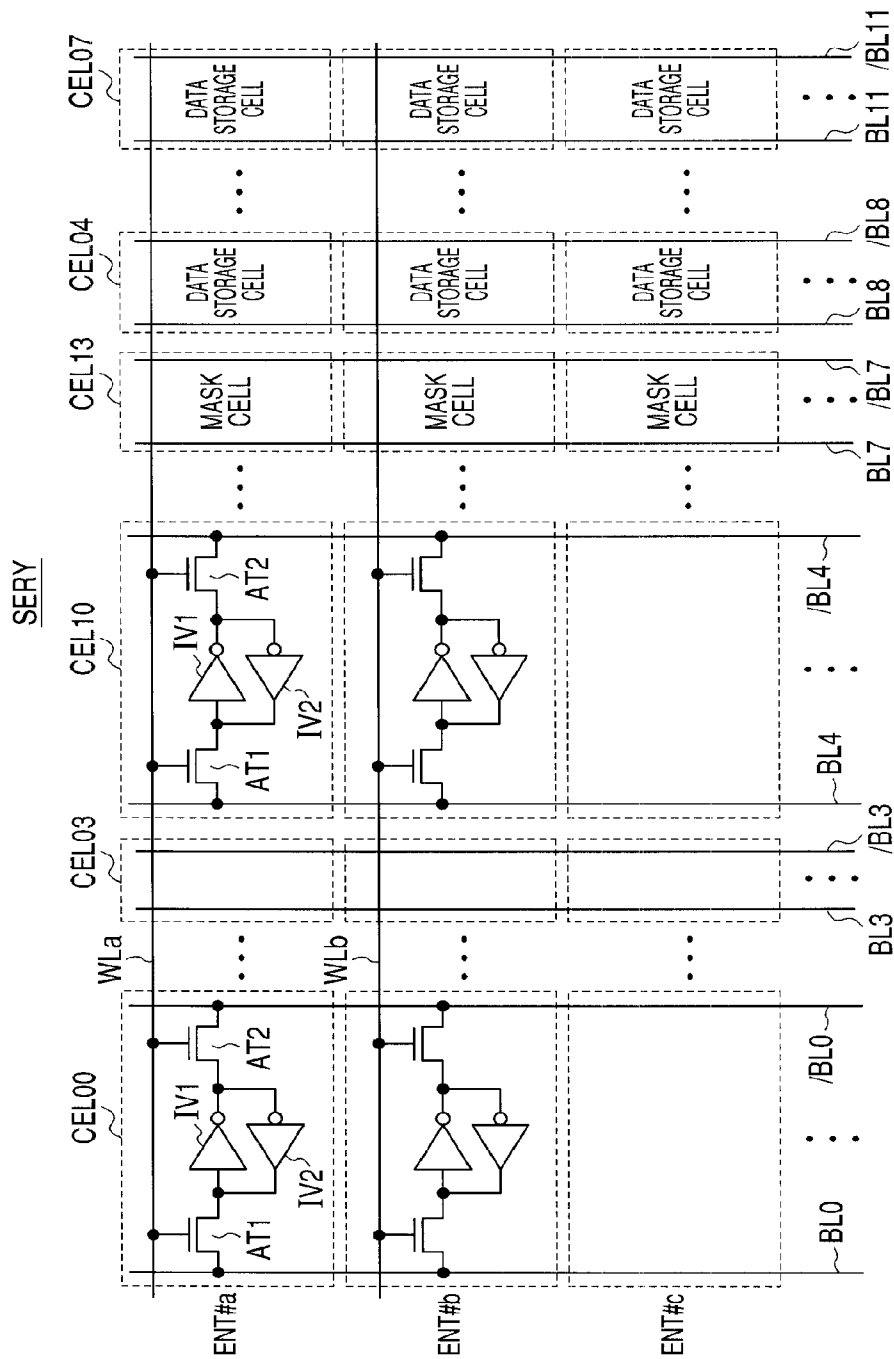 SERY
CEL00
CEL03
CEL10
CEL13
CEL04
CEL07
WLa
ENT#a
AT1
IV1
IV2
AT2
• • •
AT1
IV1
IV2
AT2
• • •
MASK
CELL
DATA
STORAGE
CELL
• • •
DATA
STORAGE
CELL
WLb
ENT#b
• • •
• • •
MASK
CELL
DATA
STORAGE
CELL
• • •
DATA
STORAGE
CELL
ENT#c
• • •
• • •
MASK
CELL
DATA
STORAGE
CELL
• • •
DATA
STORAGE
CELL
BL0
• • •
/BL0
BL3
• • •
/BL3
BL4
• • •
/BL4
BL7
• • •
/BL7
BL8
• • •
/BL8
BL11
• • •
/BL11